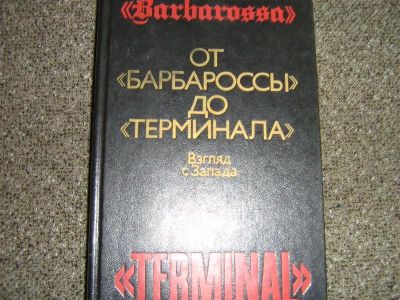 «Barbarossa»
ОТ
«БАРБАРОССЫ»
ДО
«ТЕРМИНАЛА»
Взгляд
с Запада
«TERMINAL»